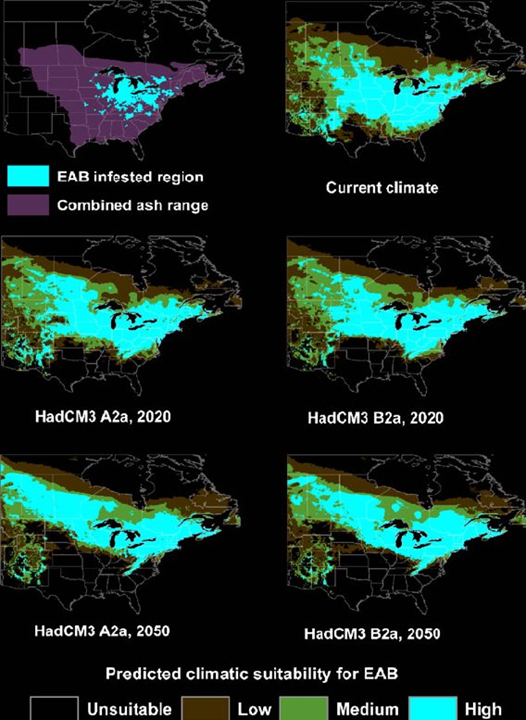 EAB infested region
Combined ash range
Current climate
HadCM3 A2a, 2020
HadCM3 B2a, 2020
HadCM3 A2a, 2050
HadCM3 B2a, 2050
Predicted climatic suitability for EAB
Unsuitable Low Medium High